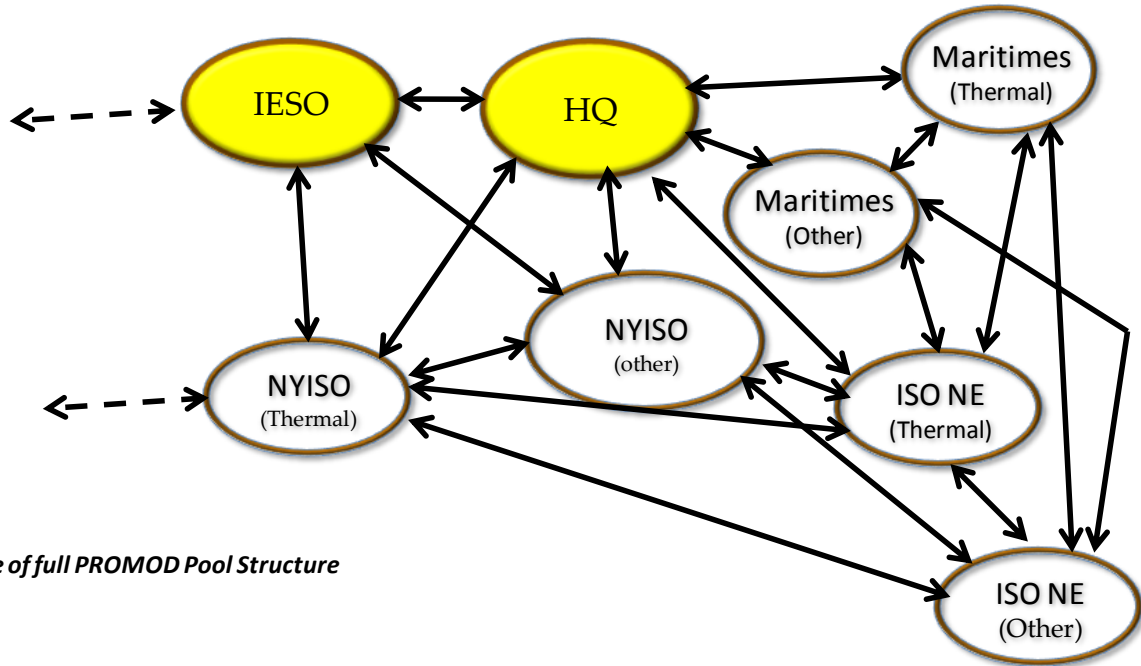 IESO
HQ
Maritimes
(Thermal)
Maritimes
(Other)
NYISO
(other)
NYISO
(Thermal)
ISO NE
(Thermal)
ISO NE
(Other)
of full PROMOD Pool Structure